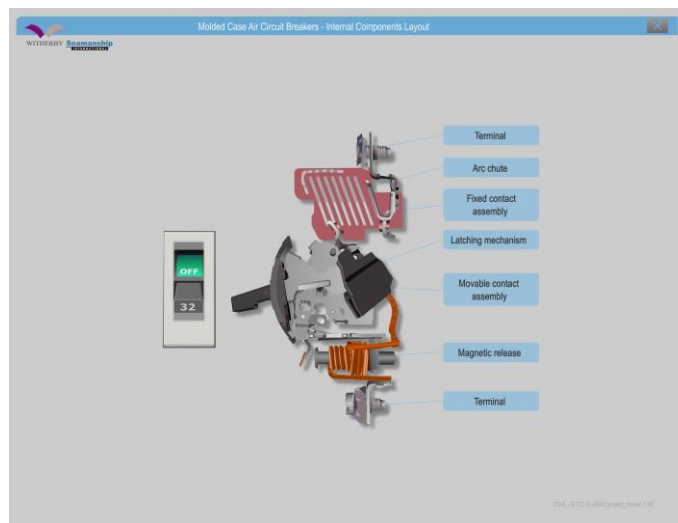 Molded Case Air Circuit Breakers - Internal Components Layout
WITHERBY Seamanship
INTERNATIONAL
Terminal
Arc chute
Fixed contact
assembly
Latching mechanism
OFF
32
Movable contact
assembly
Magnetic release
Terminal